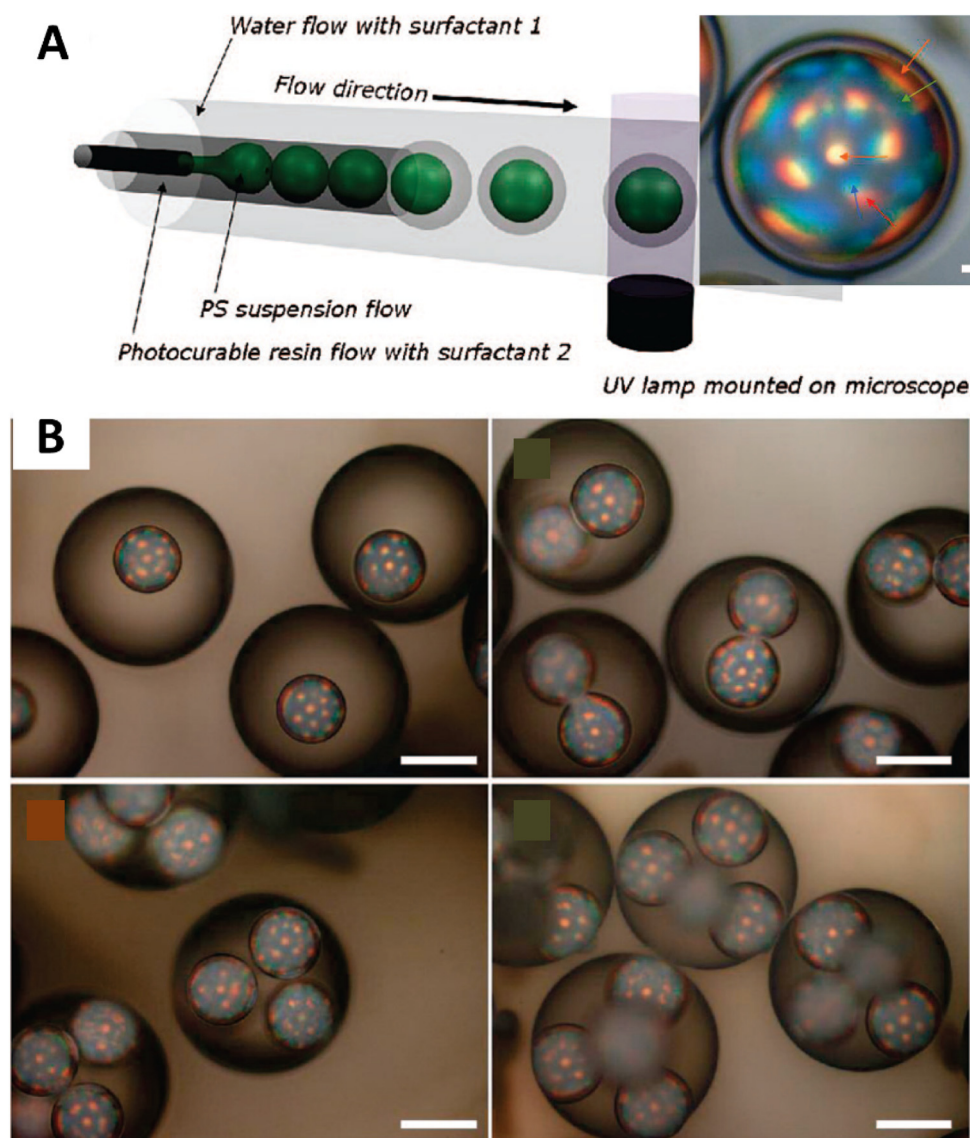 A
Water flow with surfactant 1
Flow direction
PS suspension flow
Photocurable resin flow with surfactant 2
UV lamp mounted on microscope
B